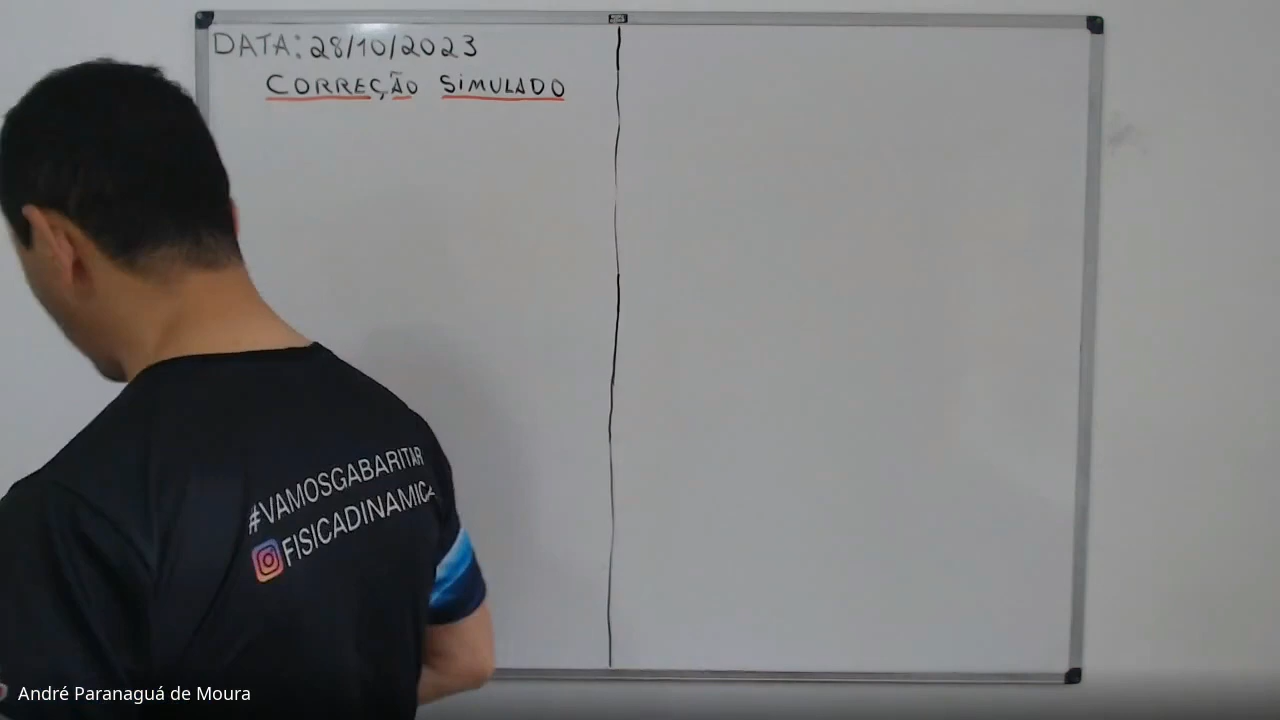 DATA: 28/10/2023
CORREÇÃO SIMULADO
#VAMOSGABARITAR
FISICADINAMICA
André Paranaguá de Moura